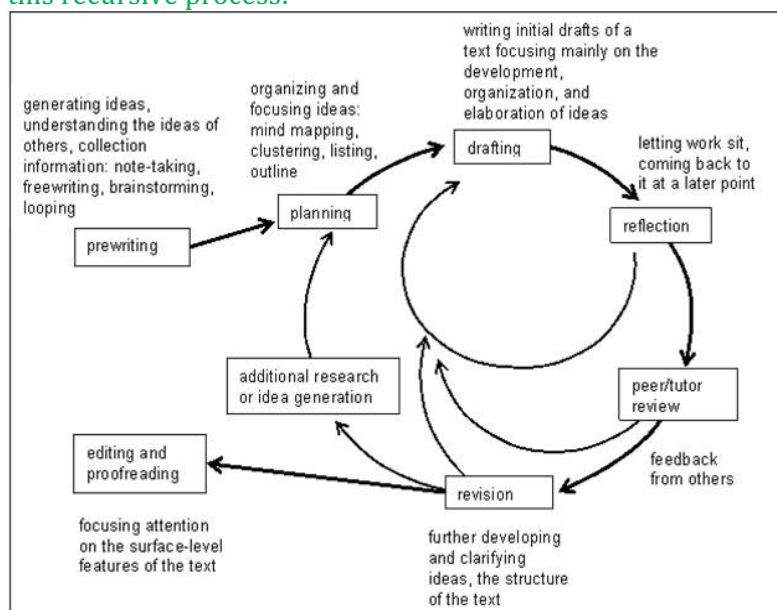 this recursive process.
writing initial drafts of a
text focusing mainly on the
development,
organization, and
elaboration of ideas
organizing and
focusing ideas:
mind mapping,
clustering, listing,
outline
generating ideas,
understanding the ideas of
others, collection
information: note-taking,
freewriting, brainstorming,
looping
drafting
letting work sit,
coming back to
it at a later point
planning
reflection
prewriting
additional research
or idea generation
peer/tutor
review
editing and
proofreading
feedback
from others
revision
focusing attention
on the surface-level
features of the text
further developing
and clarifying
ideas, the structure
of the text